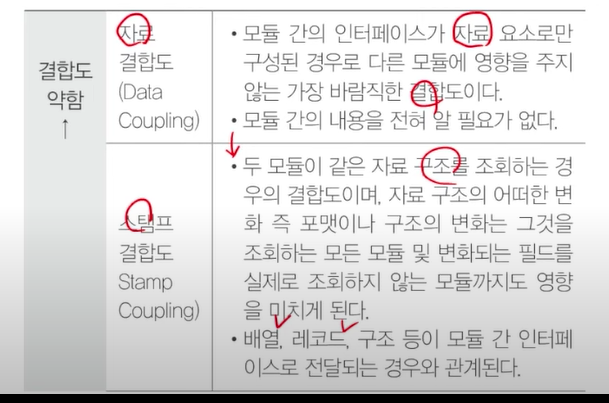 결합도
약함
↑
자료
결합도
(Data
Coupling)
• 모듈 간의 인터페이스가 자료 요소로만
구성된 경우로 다른 모듈에 영향을 주지
않는 가장 바람직한 결합도이다.
• 모듈 간의 내용을 전혀 알 필요가 없다.
스탬프
결합도
Stamp
Coupling)
• 두 모듈이 같은 자료 구조를 조회하는 경
우의 결합도이며, 자료 구조의 어떠한 변
화 즉 포맷이나 구조의 변화는 그것을
조회하는 모든 모듈 및 변화되는 필드를
실제로 조회하지 않는 모듈까지도 영향
을 미치게 된다.
• 배열, 레코드, 구조 등이 모듈 간 인터페
이스로 전달되는 경우와 관계된다.